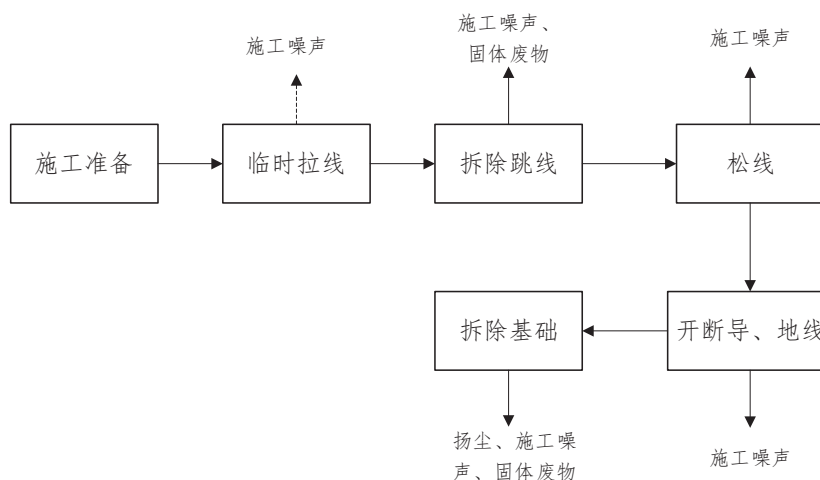 施工噪声
施工噪声、
固体废物
施工噪声
施工准备
临时拉线
拆除跳线
松线
拆除基础
开断导、地线
扬尘、施工噪
声、固体废物
施工噪声